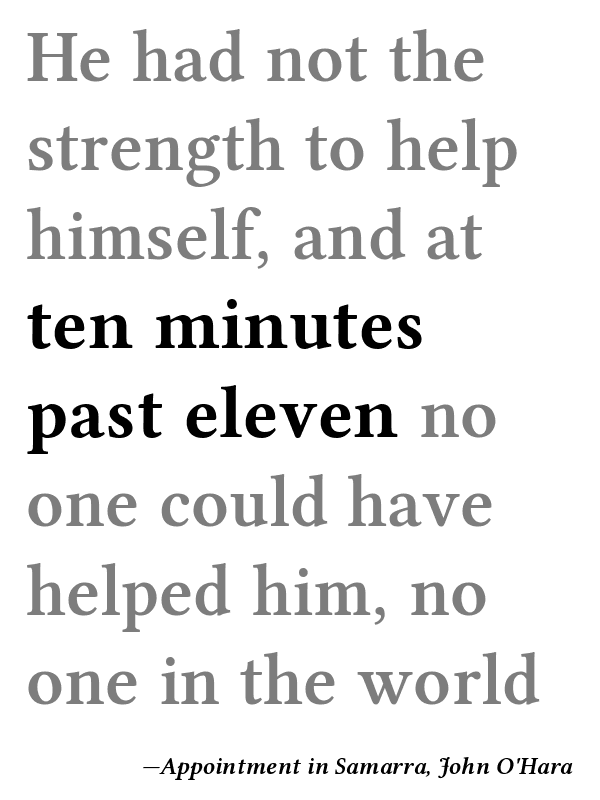 He had not the
strength to help
himself, and at
ten minutes
past eleven no
one could have
helped him, no
one in the world
—Appointment in Samarra, John O'Hara